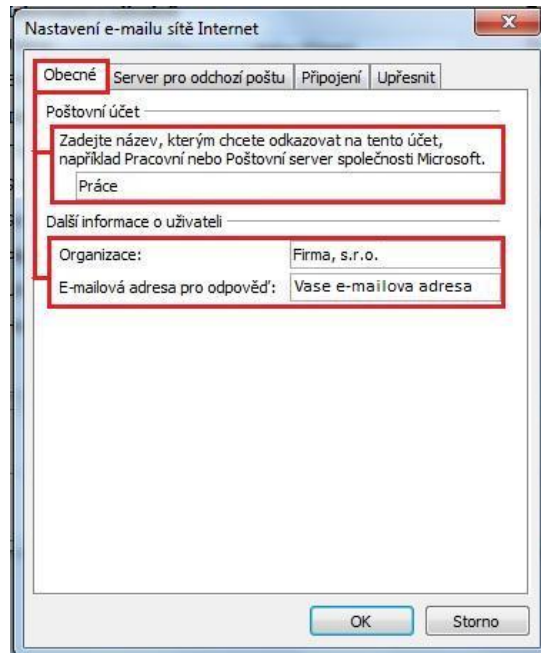 Nastavení e-mailu sítě Internet
Obecné Server pro odchozí poštu Připojení Upřesnit
Poštovní účet
Zadejte název, kterým chcete odkazovat na tento účet,
například Pracovní nebo Poštovní server společnosti Microsoft.
Práce
Další informace o uživateli
Organizace: Firma, s.r.o.
E-mailová adresa pro odpověď: Vase e-mailova adresa
OK Storno